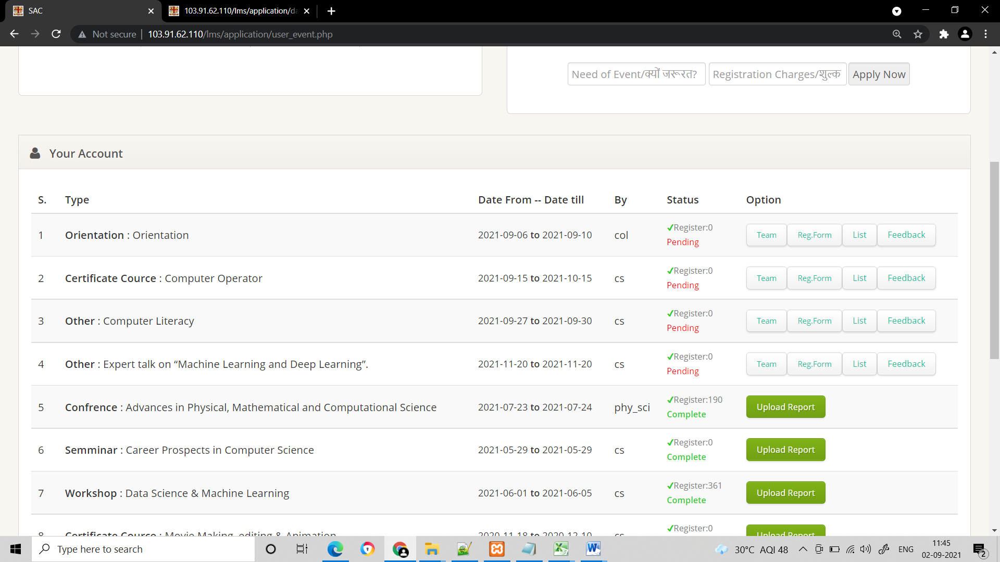 SAC
103.91.62.110/lms/application/da
Not secure
103.91.62.110/lms/application/user_event.php
Need of Event/क्यों जरूरत?
Registration Charges/शुल्क
Apply Now
Your Account
S. Type Date From -- Date till By Status Option
1 Orientation : Orientation 2021-09-06 to 2021-09-10 col ✔Register:0 Pending Team Reg.Form List Feedback
2 Certificate Cource : Computer Operator 2021-09-15 to 2021-10-15 cs ✔Register:0 Pending Team Reg.Form List Feedback
3 Other : Computer Literacy 2021-09-27 to 2021-09-30 cs ✔Register:0 Pending Team Reg.Form List Feedback
4 Other : Expert talk on “Machine Learning and Deep Learning”. 2021-11-20 to 2021-11-20 cs ✔Register:0 Pending Team Reg.Form List Feedback
5 Confrence : Advances in Physical, Mathematical and Computational Science 2021-07-23 to 2021-07-24 phy_sci ✔Register:190 Complete Upload Report
6 Semminar : Career Prospects in Computer Science 2021-05-29 to 2021-05-29 cs ✔Register:0 Complete Upload Report
7 Workshop : Data Science & Machine Learning 2021-06-01 to 2021-06-05 cs ✔Register:361 Complete Upload Report
8 Certificate Cource : Movie Making, editing & Animation 2020-11-18 to 2020-12-10 cs ✔Register:0 Upload Report
Type here to search
30°C AQI 48
ENG
11:45
02-09-2021
2